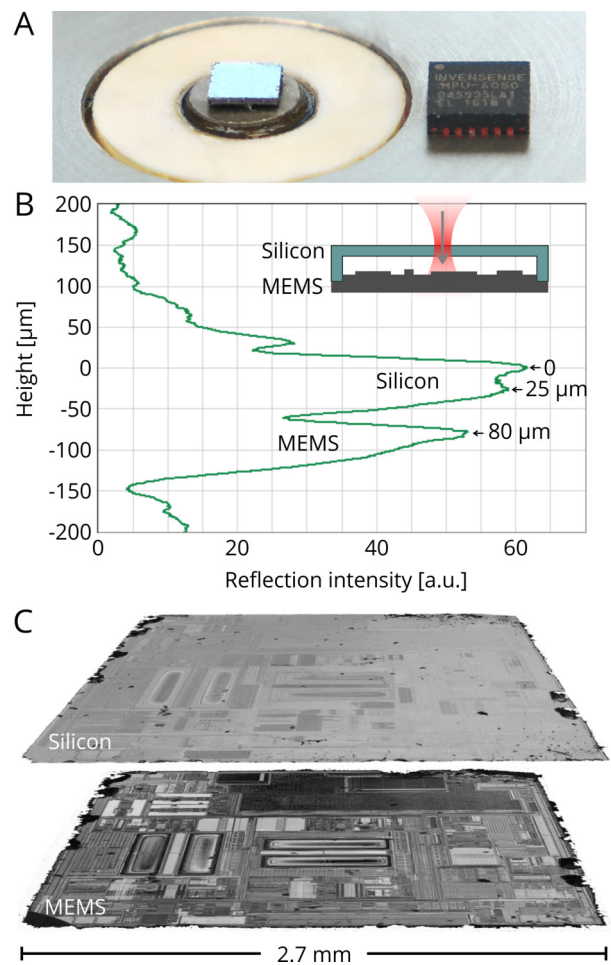 A
INVENSENSE
MPU-6050
B
200
150
100
50
0
-50
-100
-150
-200
Height [µm]
Silicon
MEMS
Silicon
MEMS
0
25 µm
80 µm
0
20
40
60
Reflection intensity [a.u.]
C
Silicon
MEMS
2.7 mm